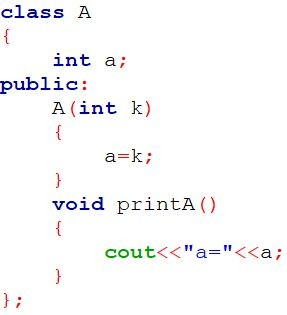 class A
{
    int a;
public:
    A(int k)
    {
        a=k;
    }
    void printA()
    {
        cout<<"a="<<a;
    }
};